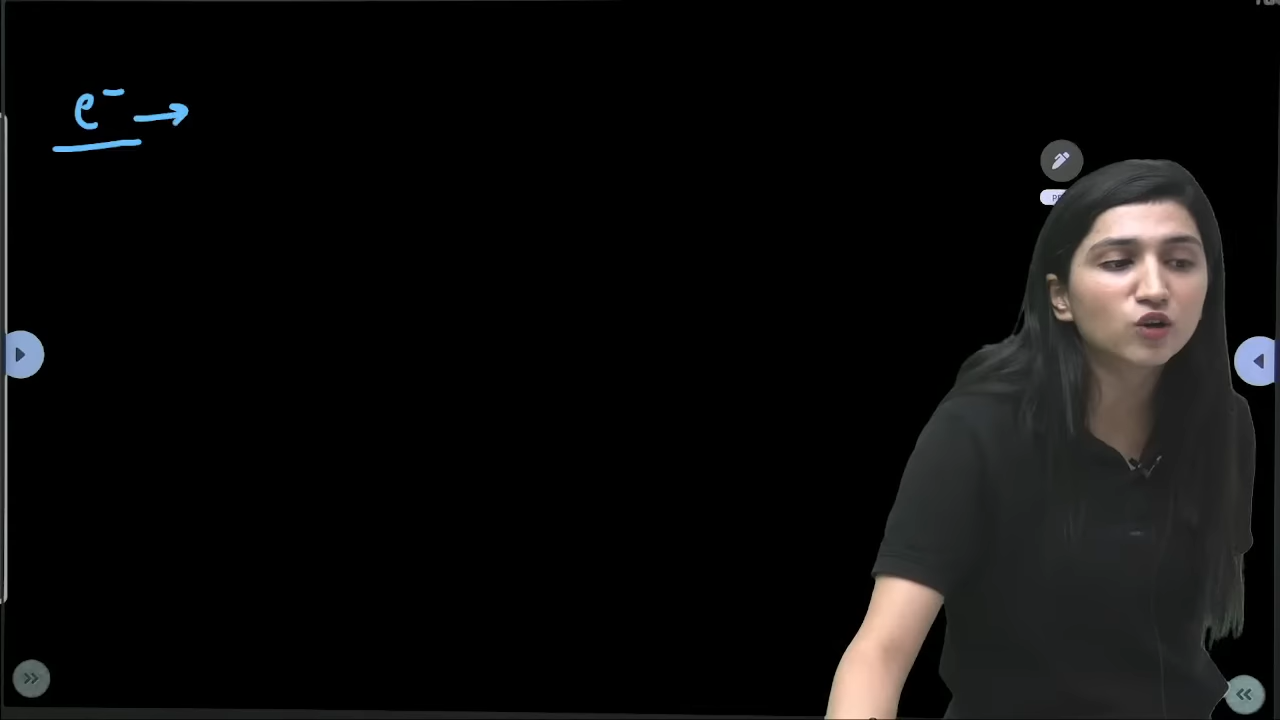 e⁻ →